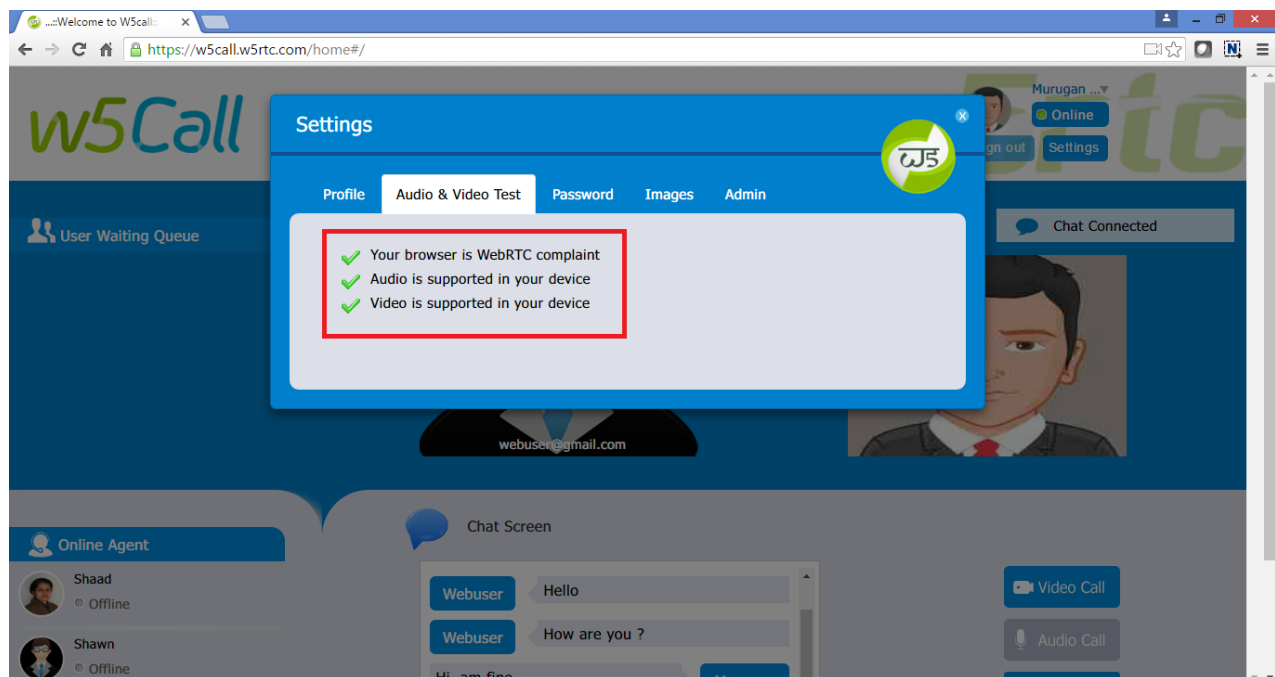 ...::Welcome to W5call::
https://w5call.w5rtc.com/home#/
w5Call
Settings
x
Murugan ...
Online
gn out
Settings
Profile
Audio & Video Test
Password
Images
Admin
User Waiting Queue
Chat Connected
Your browser is WebRTC complaint
Audio is supported in your device
Video is supported in your device
webuser@gmail.com
Chat Screen
Online Agent
Shaad
Offline
Webuser
Hello
Video Call
Webuser
How are you ?
Audio Call
Shawn
Offline
Hi, am fine